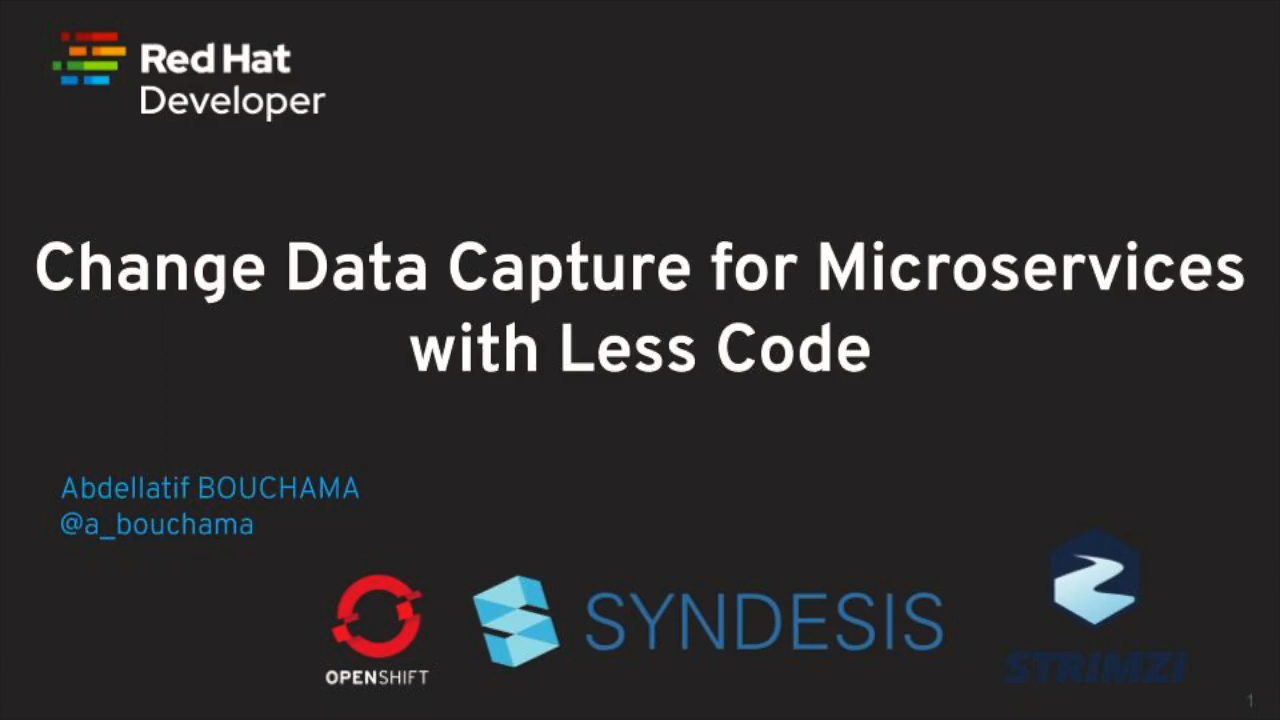 Red Hat
Developer
Change Data Capture for Microservices
with Less Code
Abdellatif BOUCHAMA
@a_bouchama
OPENSHIFT
SYNDESIS
STRIMZI
1